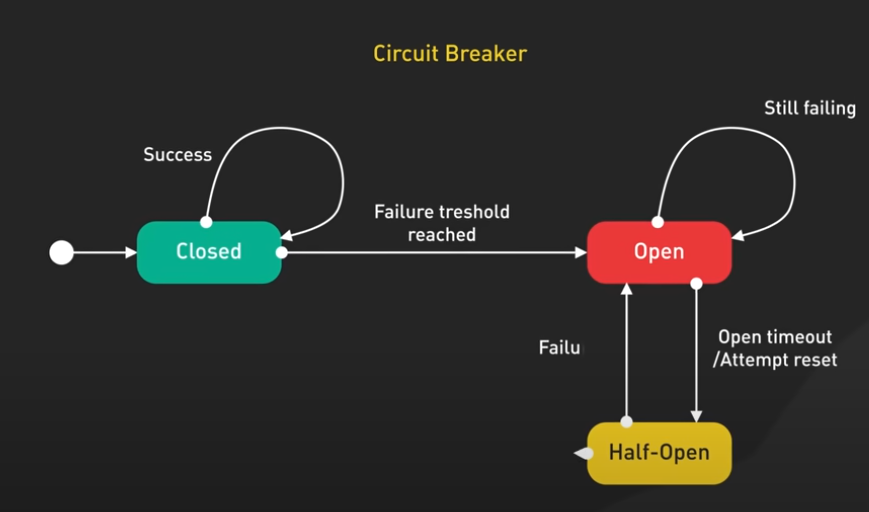 Circuit Breaker
Still failing
Success
Failure treshold
reached
Closed
Open
Failu
Open timeout
/Attempt reset
Half-Open